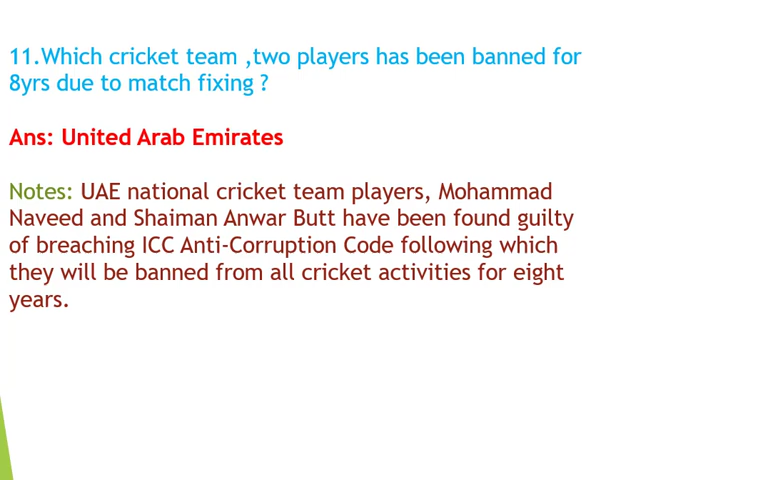 11.Which cricket team ,two players has been banned for
8yrs due to match fixing ?
Ans: United Arab Emirates
Notes: UAE national cricket team players, Mohammad
Naveed and Shaiman Anwar Butt have been found guilty
of breaching ICC Anti-Corruption Code following which
they will be banned from all cricket activities for eight
years.